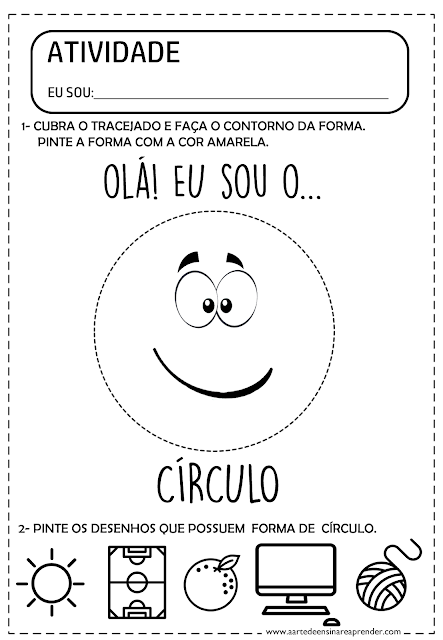 ATIVIDADE
EU SOU:
1- CUBRA O TRACEJADO E FAÇA O CONTORNO DA FORMA.
PINTE A FORMA COM A COR AMARELA.
OLÁ! EU SOU O...
CÍRCULO
2- PINTE OS DESENHOS QUE POSSUEM FORMA DE CÍRCULO.
www.aartedeensinareaprender.com